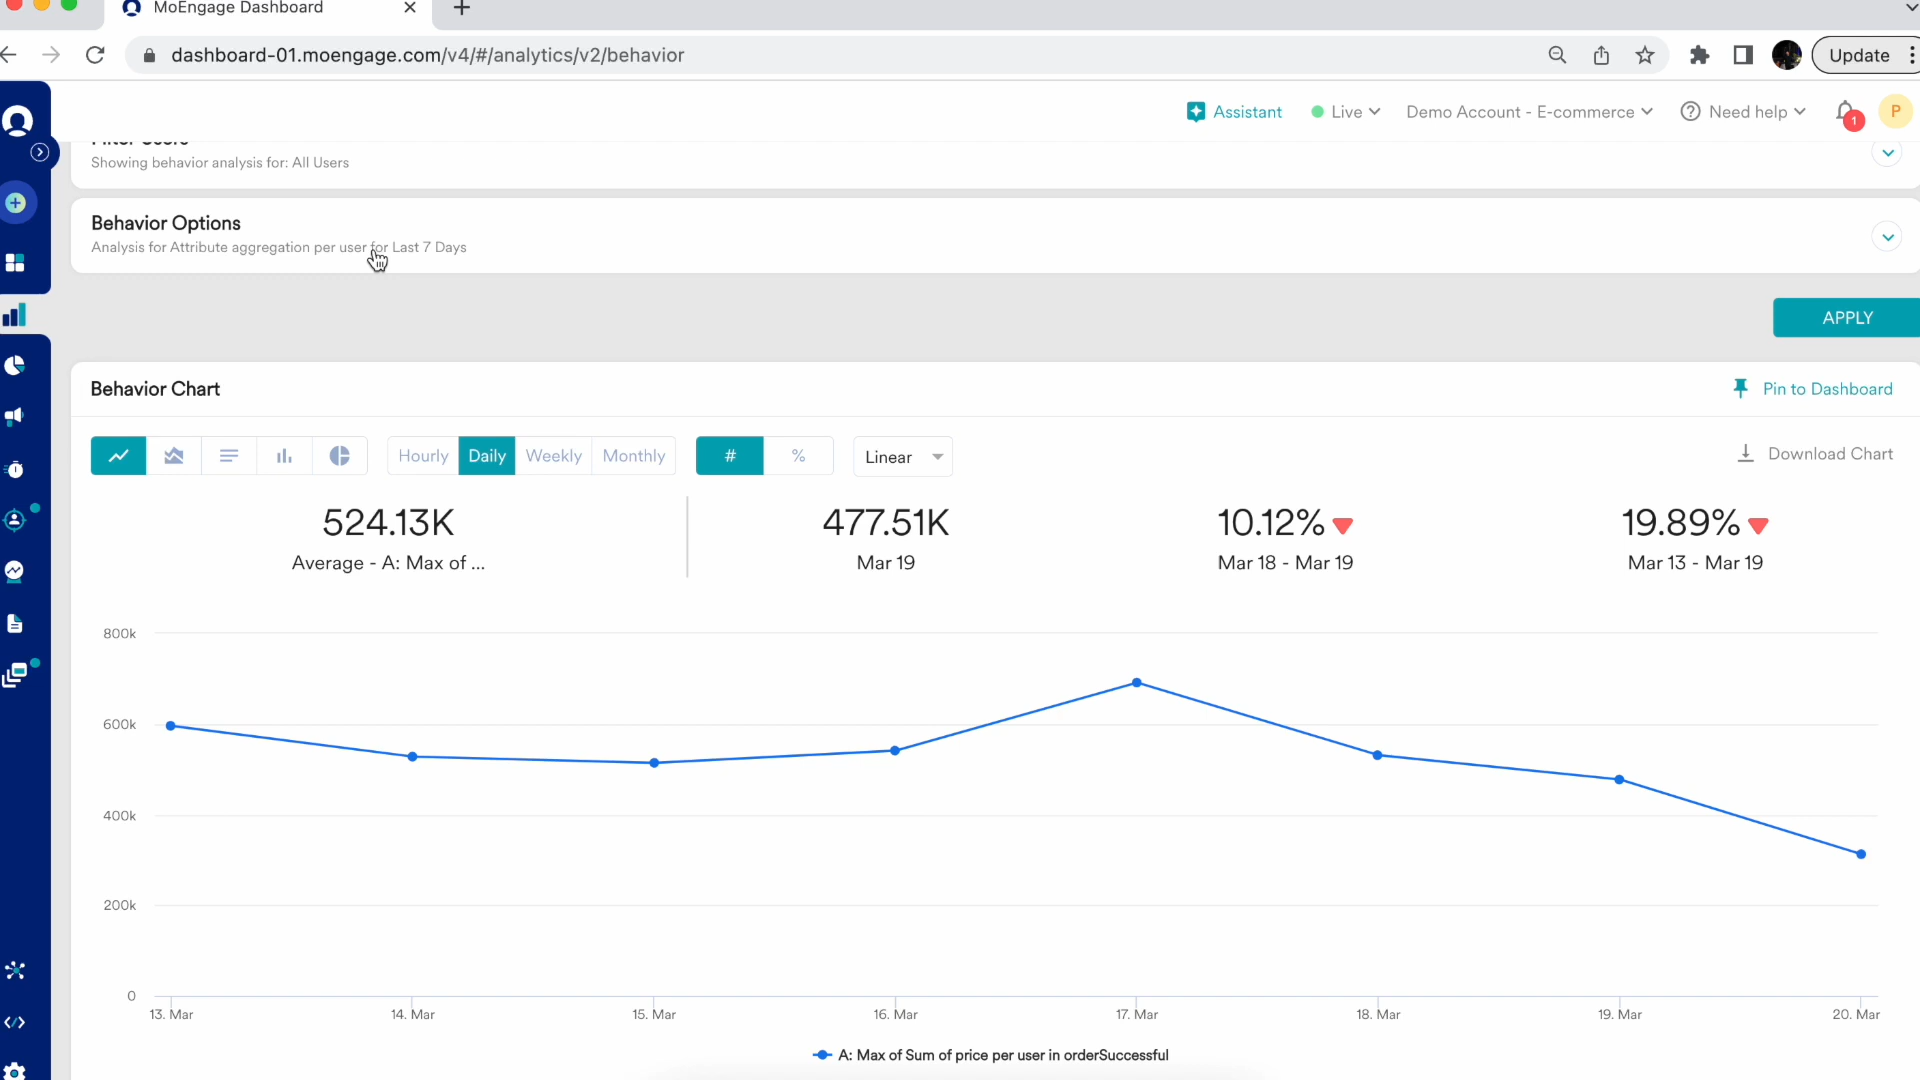 MoEngage Dashboard
dashboard-01.moengage.com/v4/#/analytics/v2/behavior
Update
Assistant
Live
Demo Account - E-commerce
Need help
1
P
Showing behavior analysis for: All Users
Behavior Options
Analysis for Attribute aggregation per user for Last 7 Days
APPLY
Behavior Chart
Pin to Dashboard
Hourly Daily Weekly Monthly # % Linear
Download Chart
524.13K
Average - A: Max of ...
477.51K
Mar 19
10.12%
Mar 18 - Mar 19
19.89%
Mar 13 - Mar 19
800k
600k
400k
200k
0
13. Mar 14. Mar 15. Mar 16. Mar 17. Mar 18. Mar 19. Mar 20. Mar
A: Max of Sum of price per user in orderSuccessful